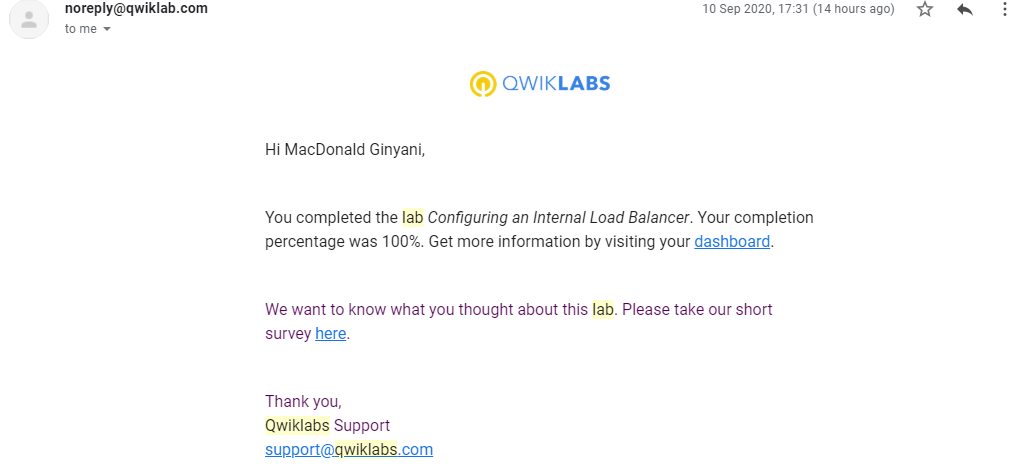 noreply@qwiklab.com
10 Sep 2020, 17:31 (14 hours ago)
to me
QWIKLABS
Hi MacDonald Ginyani,
You completed the lab Configuring an Internal Load Balancer. Your completion
percentage was 100%. Get more information by visiting your dashboard.
We want to know what you thought about this lab. Please take our short
survey here.
Thank you,
Qwiklabs Support
support@qwiklabs.com